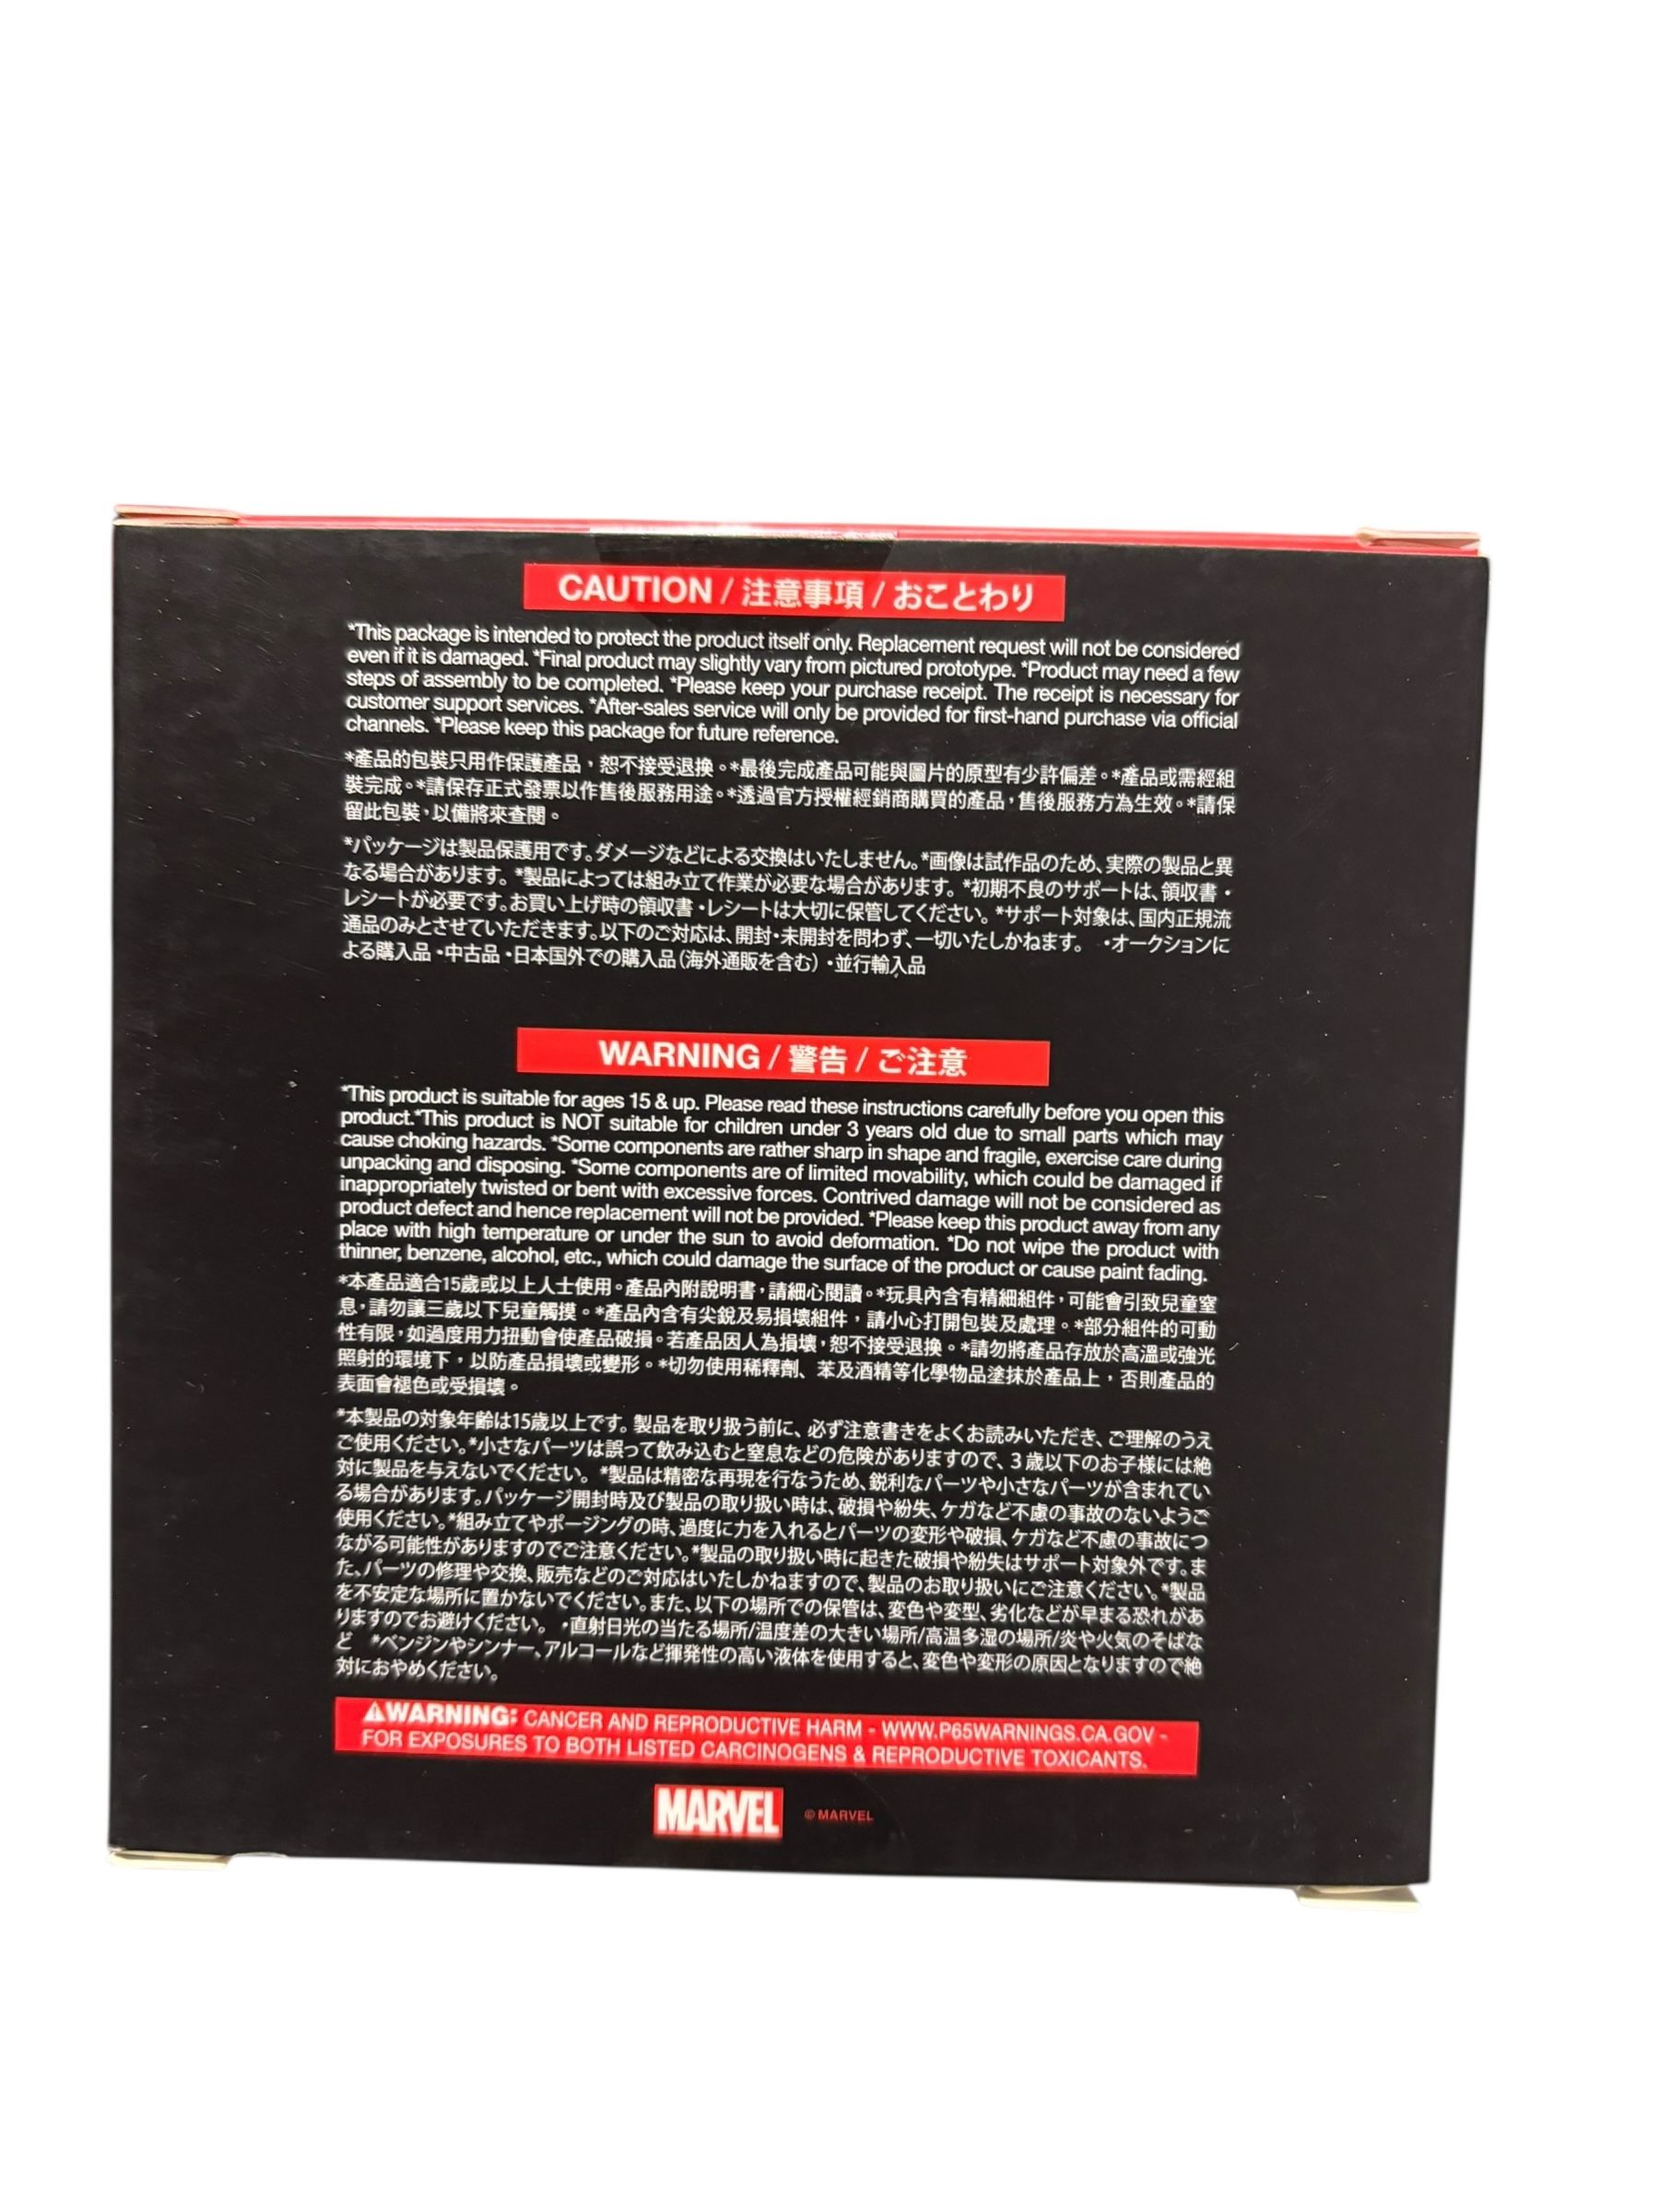 CAUTION / 注意事項 / おことわり
*This package is intended to protect the product itself only. Replacement request will not be considered
even if it is damaged. *Final product may slightly vary from pictured prototype. *Product may need a few
steps of assembly to be completed. *Please keep your purchase receipt. The receipt is necessary for
customer support services. *After-sales service will only be provided for first-hand purchase via official
channels. *Please keep this package for future reference.
*產品的包裝只用作保護產品，恕不接受退換。*最後完成產品可能與圖片的原型有少許偏差。*產品或需經組
裝完成。*請保存正式發票以作售後服務用途。*透過官方授權經銷商購買的產品，售後服務方為生效。*請保
留此包裝，以備將來查閱。
*パッケージは製品保護用です。ダメージなどによる交換はいたしません。*画像は試作品のため、実際の製品と異
なる場合があります。*製品によっては組み立て作業が必要な場合があります。*初期不良のサポートは、領収書・
レシートが必要です。お買い上げ時の領収書・レシートは大切に保管してください。*サポート対象は、国内正規流
通品のみとさせていただきます。以下のご対応は、開封・未開封を問わず、一切いたしかねます。 ・オークションに
よる購入品 ・中古品 ・日本国外での購入品（海外通販を含む）・並行輸入品
WARNING / 警告 / ご注意
*This product is suitable for ages 15 & up. Please read these instructions carefully before you open this
product.*This product is NOT suitable for children under 3 years old due to small parts which may
cause choking hazards. *Some components are rather sharp in shape and fragile, exercise care during
unpacking and disposing. *Some components are of limited movability, which could be damaged if
inappropriately twisted or bent with excessive forces. Contrived damage will not be considered as
product defect and hence replacement will not be provided. *Please keep this product away from any
place with high temperature or under the sun to avoid deformation. *Do not wipe the product with
thinner, benzene, alcohol, etc., which could damage the surface of the product or cause paint fading.
*本產品適合15歲或以上人士使用。產品內附說明書，請細心閱讀。*玩具內含有精細組件，可能會引致兒童窒
息，請勿讓三歲以下兒童觸摸。*產品內含有尖銳及易損壞組件，請小心打開包裝及處理。*部分組件的可動
性有限，如過度用力扭動會使產品破損。若產品因人為損壞，恕不接受退換。*請勿將產品存放於高溫或強光
照射的環境下，以防產品損壞或變形。*切勿使用稀釋劑、苯及酒精等化學物品塗抹於產品上，否則產品的
表面會褪色或受損壞。
*本製品の対象年齢は15歳以上です。製品を取り扱う前に、必ず注意書きをよくお読みいただき、ご理解のうえ
ご使用ください。*小さなパーツは誤って飲み込むと窒息などの危険がありますので、3歳以下のお子様には絶
対に製品を与えないでください。*製品は精密な再現を行なうため、鋭利なパーツや小さなパーツが含まれてい
る場合があります。パッケージ開封時及び製品の取り扱い時は、破損や紛失、ケガなど不慮の事故のないようご
使用ください。*組み立てやポージングの時、過度に力を入れるとパーツの変形や破損、ケガなど不慮の事故につ
ながる可能性がありますのでご注意ください。*製品の取り扱い時に起きた破損や紛失はサポート対象外です。ま
た、パーツの修理や交換、販売などのご対応はいたしかねますので、製品のお取り扱いにご注意ください。*製品
を不安定な場所に置かないでください。また、以下の場所での保管は、変色や変型、劣化などが早まる恐れがあ
りますのでお避けください。 ・直射日光の当たる場所/温度差の大きい場所/高温多湿の場所/炎や火気のそばな
ど *ベンジンやシンナー、アルコールなど揮発性の高い液体を使用すると、変色や変形の原因となりますので絶
対におやめください。
⚠WARNING: CANCER AND REPRODUCTIVE HARM - WWW.P65WARNINGS.CA.GOV -
FOR EXPOSURES TO BOTH LISTED CARCINOGENS & REPRODUCTIVE TOXICANTS.
MARVEL © MARVEL